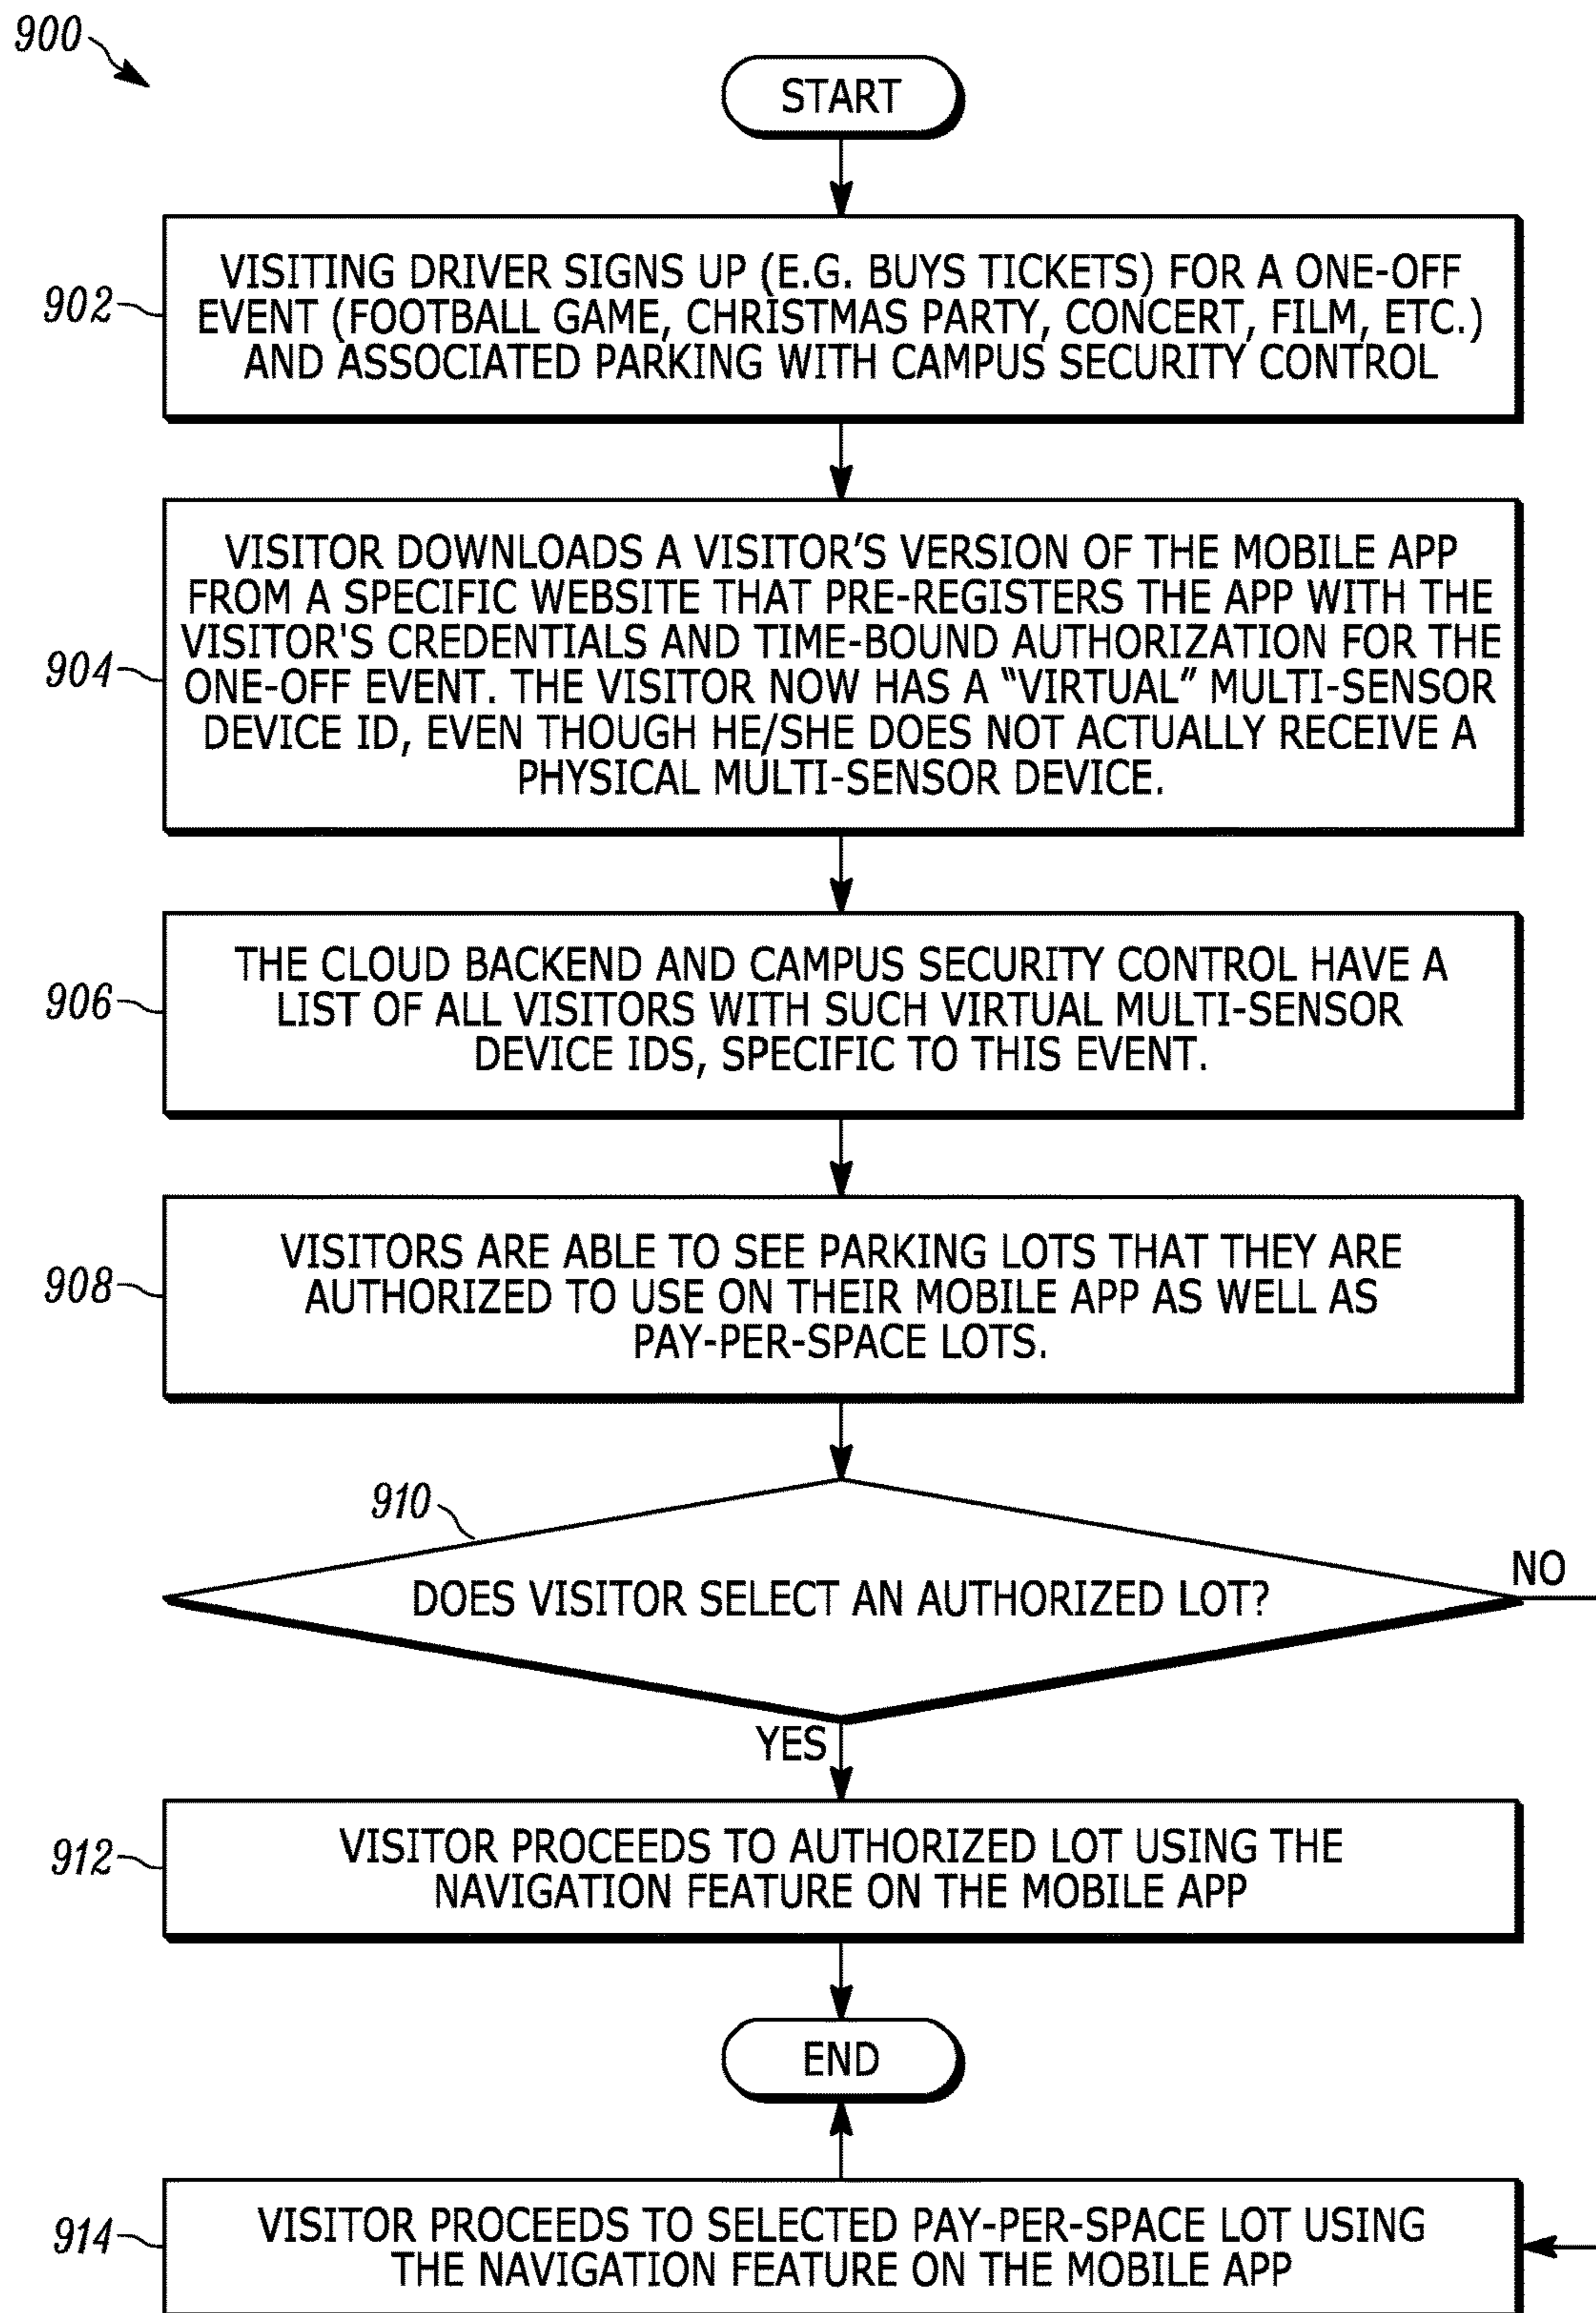 900
START
902
VISITING DRIVER SIGNS UP (E.G. BUYS TICKETS) FOR A ONE-OFF
EVENT (FOOTBALL GAME, CHRISTMAS PARTY, CONCERT, FILM, ETC.)
AND ASSOCIATED PARKING WITH CAMPUS SECURITY CONTROL
904
VISITOR DOWNLOADS A VISITOR’S VERSION OF THE MOBILE APP
FROM A SPECIFIC WEBSITE THAT PRE-REGISTERS THE APP WITH THE
VISITOR'S CREDENTIALS AND TIME-BOUND AUTHORIZATION FOR THE
ONE-OFF EVENT. THE VISITOR NOW HAS A “VIRTUAL” MULTI-SENSOR
DEVICE ID, EVEN THOUGH HE/SHE DOES NOT ACTUALLY RECEIVE A
PHYSICAL MULTI-SENSOR DEVICE.
906
THE CLOUD BACKEND AND CAMPUS SECURITY CONTROL HAVE A
LIST OF ALL VISITORS WITH SUCH VIRTUAL MULTI-SENSOR
DEVICE IDS, SPECIFIC TO THIS EVENT.
908
VISITORS ARE ABLE TO SEE PARKING LOTS THAT THEY ARE
AUTHORIZED TO USE ON THEIR MOBILE APP AS WELL AS
PAY-PER-SPACE LOTS.
910
DOES VISITOR SELECT AN AUTHORIZED LOT?
NO
YES
912
VISITOR PROCEEDS TO AUTHORIZED LOT USING THE
NAVIGATION FEATURE ON THE MOBILE APP
END
914
VISITOR PROCEEDS TO SELECTED PAY-PER-SPACE LOT USING
THE NAVIGATION FEATURE ON THE MOBILE APP